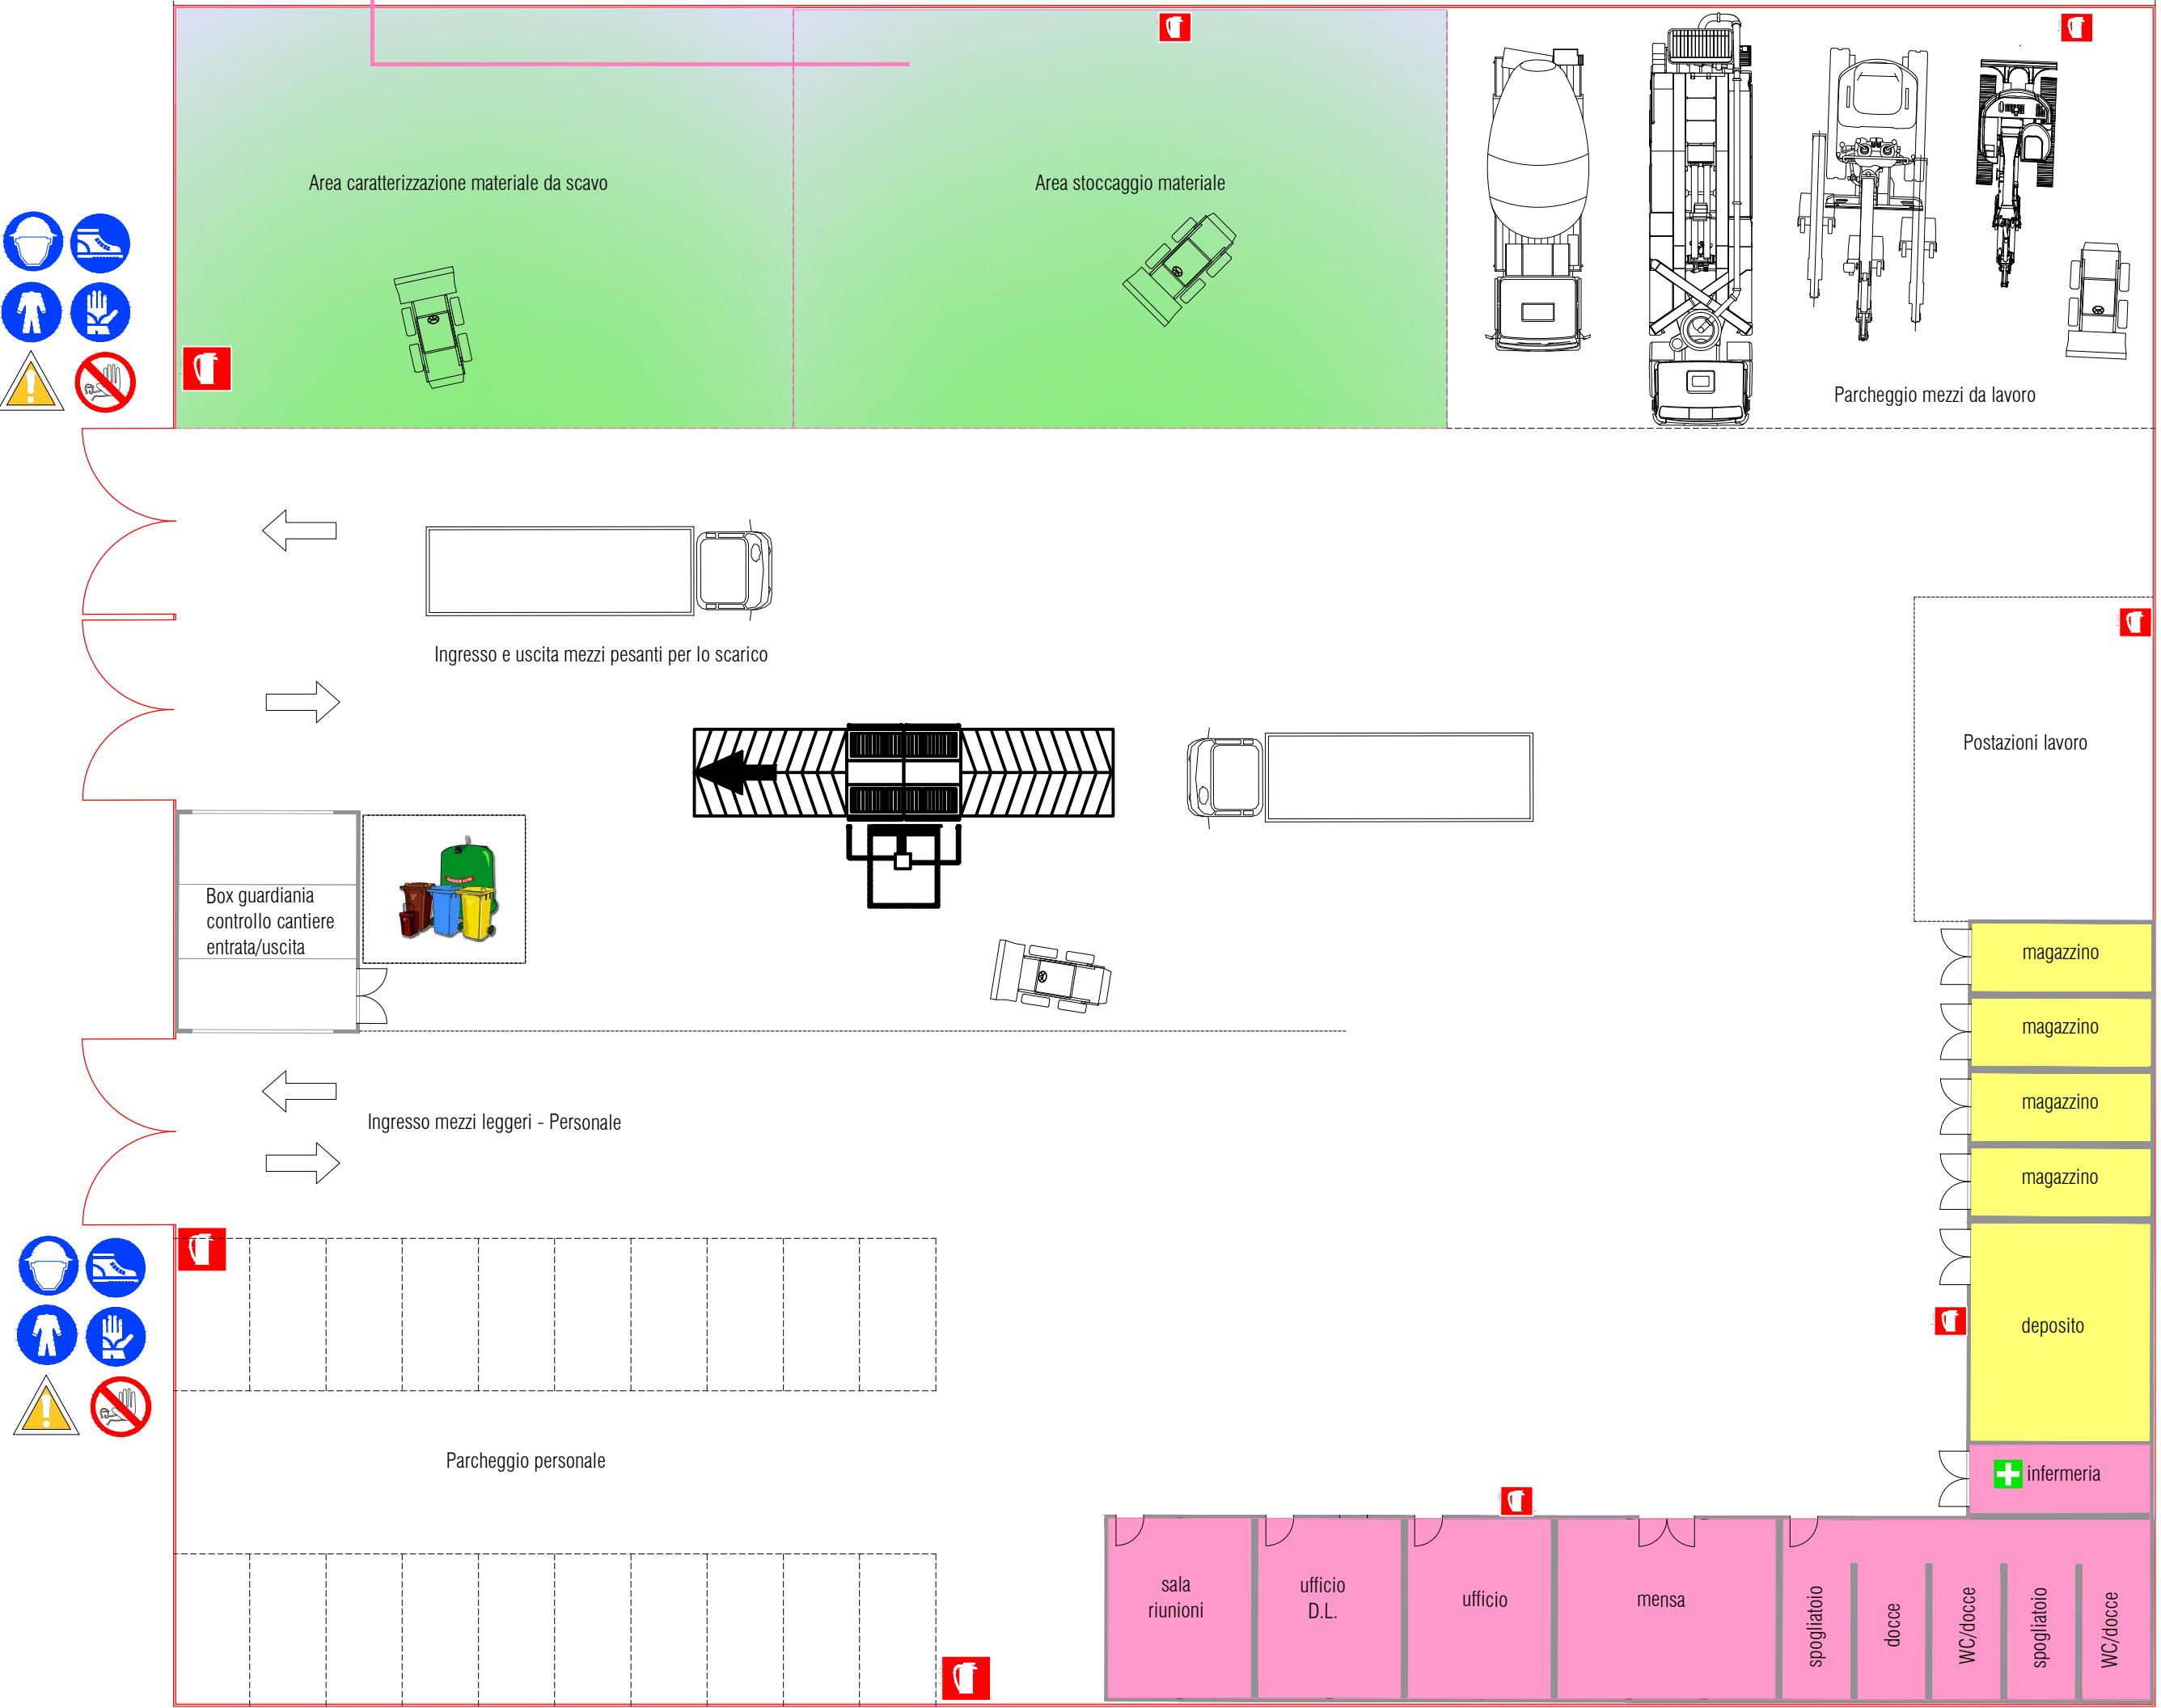 Area caratterizzazione materiale da scavo
Area stoccaggio materiale
Parcheggio mezzi da lavoro
Ingresso e uscita mezzi pesanti per lo scarico
Postazioni lavoro
Box guardiania
controllo cantiere
entrata/uscita
magazzino
magazzino
magazzino
magazzino
Ingresso mezzi leggeri - Personale
deposito
Parcheggio personale
infermeria
sala
riunioni
ufficio
D.L.
ufficio
mensa
spogliatoio
docce
WC/docce
spogliatoio
WC/docce